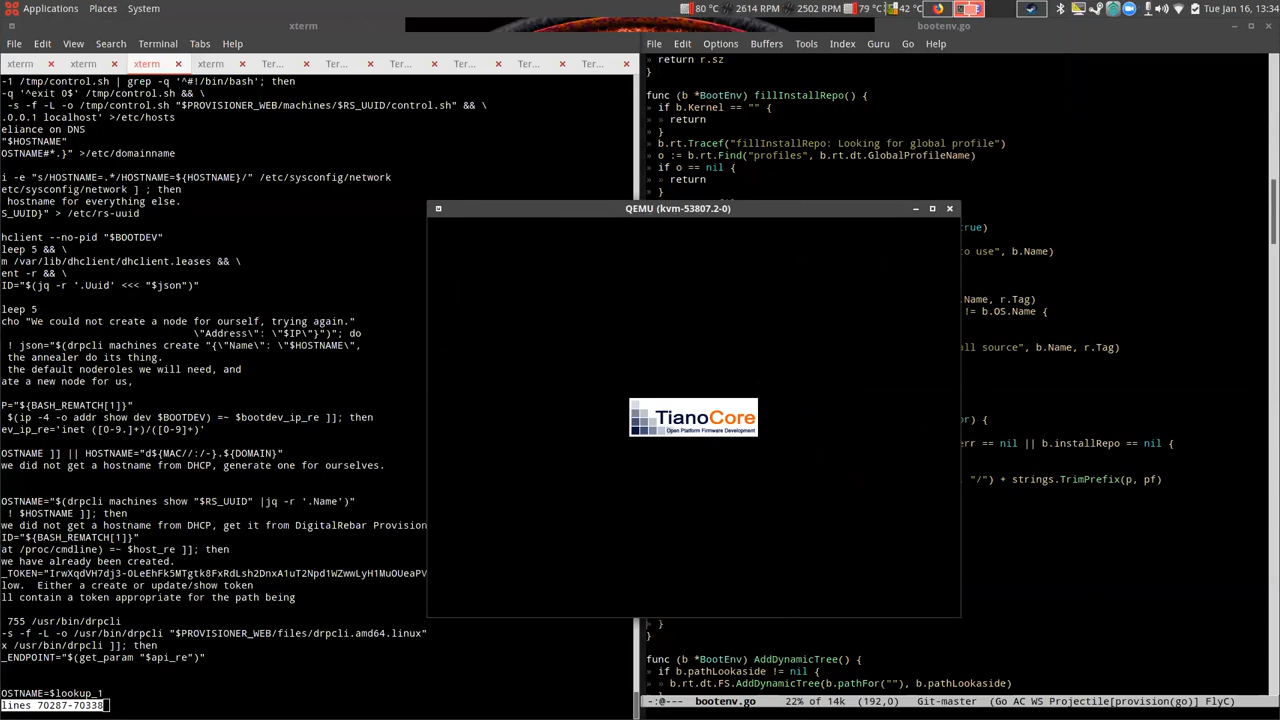 Applications Places System 80 °C 2614 RPM 2502 RPM 79 °C 42 °C Tue Jan 16, 13:34
xterm
bootenv.go
File Edit View Search Terminal Tabs Help
File Edit Options Buffers Tools Index Guru Go Help
xterm xterm xterm xterm Ter... Ter... Ter... Ter... Ter... Ter...
-1 /tmp/control.sh | grep -q '^#!/bin/bash'; then
-q '^exit 0$' /tmp/control.sh && \
-s -f -L -o /tmp/control.sh "$PROVISIONER_WEB/machines/$RS_UUID/control.sh" && \
.0.0.1 localhost' >/etc/hosts
eliance on DNS
"$HOSTNAME"
OSTNAME#*.}" >/etc/domainname
i -e "s/HOSTNAME=.*/HOSTNAME=${HOSTNAME}/" /etc/sysconfig/network
etc/sysconfig/network ] ; then
hostname for everything else.
S_UUID}" > /etc/rs-uuid
hclient --no-pid "$BOOTDEV"
leep 5 && \
m /var/lib/dhclient/dhclient.leases && \
ent -r && \
ID="$(jq -r '.Uuid' <<< "$json")"
leep 5
cho "We could not create a node for ourself, trying again."
\"Address\": \"$IP\"}")"; do
! json="$(drpcli machines create "{\"Name\": \"$HOSTNAME\",
the annealer do its thing.
the default noderoles we will need, and
ate a new node for us,
P="${BASH_REMATCH[1]}"
$(ip -4 -o addr show dev $BOOTDEV) =~ $bootdev_ip_re ]]; then
ev_ip_re='inet ([0-9.]+)/([0-9]+)'
OSTNAME ]] || HOSTNAME="d${MAC//:/-}.${DOMAIN}"
we did not get a hostname from DHCP, generate one for ourselves.
OSTNAME="$(drpcli machines show "$RS_UUID" |jq -r '.Name')"
! $HOSTNAME ]]; then
we did not get a hostname from DHCP, get it from DigitalRebar Provision
ID="${BASH_REMATCH[1]}"
at /proc/cmdline) =~ $host_re ]]; then
we have already been created.
_TOKEN="IrwXqdVH7dj3-OLeEhFk5MTgtk8FxRdLsh2DnxA1uT2Npd1WZwwLyH1MuOUeaPV
low. Either a create or update/show token
ll contain a token appropriate for the path being
755 /usr/bin/drpcli
-s -f -L -o /usr/bin/drpcli "$PROVISIONER_WEB/files/drpcli.amd64.linux"
x /usr/bin/drpcli ]]; then
_ENDPOINT="$(get_param "$api_re")"
OSTNAME=$lookup_1
lines 70287-70338
QEMU (kvm-53807.2-0)
TianoCore
Open Platform Firmware Development
» return r.sz
}
func (b *BootEnv) fillInstallRepo() {
» if b.Kernel == "" {
» » return
» }
» b.rt.Tracef("fillInstallRepo: Looking for global profile")
» o := b.rt.Find("profiles", b.rt.dt.GlobalProfileName)
» if o == nil {
» » return
» }
rue)
to use", b.Name)
.Name, r.Tag)
!= b.OS.Name {
all source", b.Name, r.Tag)
or) {
err == nil || b.installRepo == nil {
"/") + strings.TrimPrefix(p, pf)
» }
}
func (b *BootEnv) AddDynamicTree() {
» if b.pathLookaside != nil {
» » b.rt.dt.FS.AddDynamicTree(b.pathFor(""), b.pathLookaside)
» }
-:@--- bootenv.go 22% of 14k (192,0) Git-master (Go AC WS Projectile[provision(go)] FlyC)